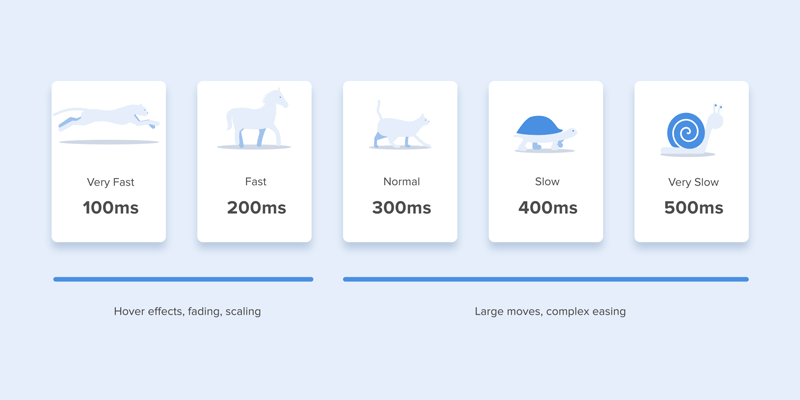 Very Fast
100ms
Fast
200ms
Normal
300ms
Slow
400ms
Very Slow
500ms
Hover effects, fading, scaling
Large moves, complex easing